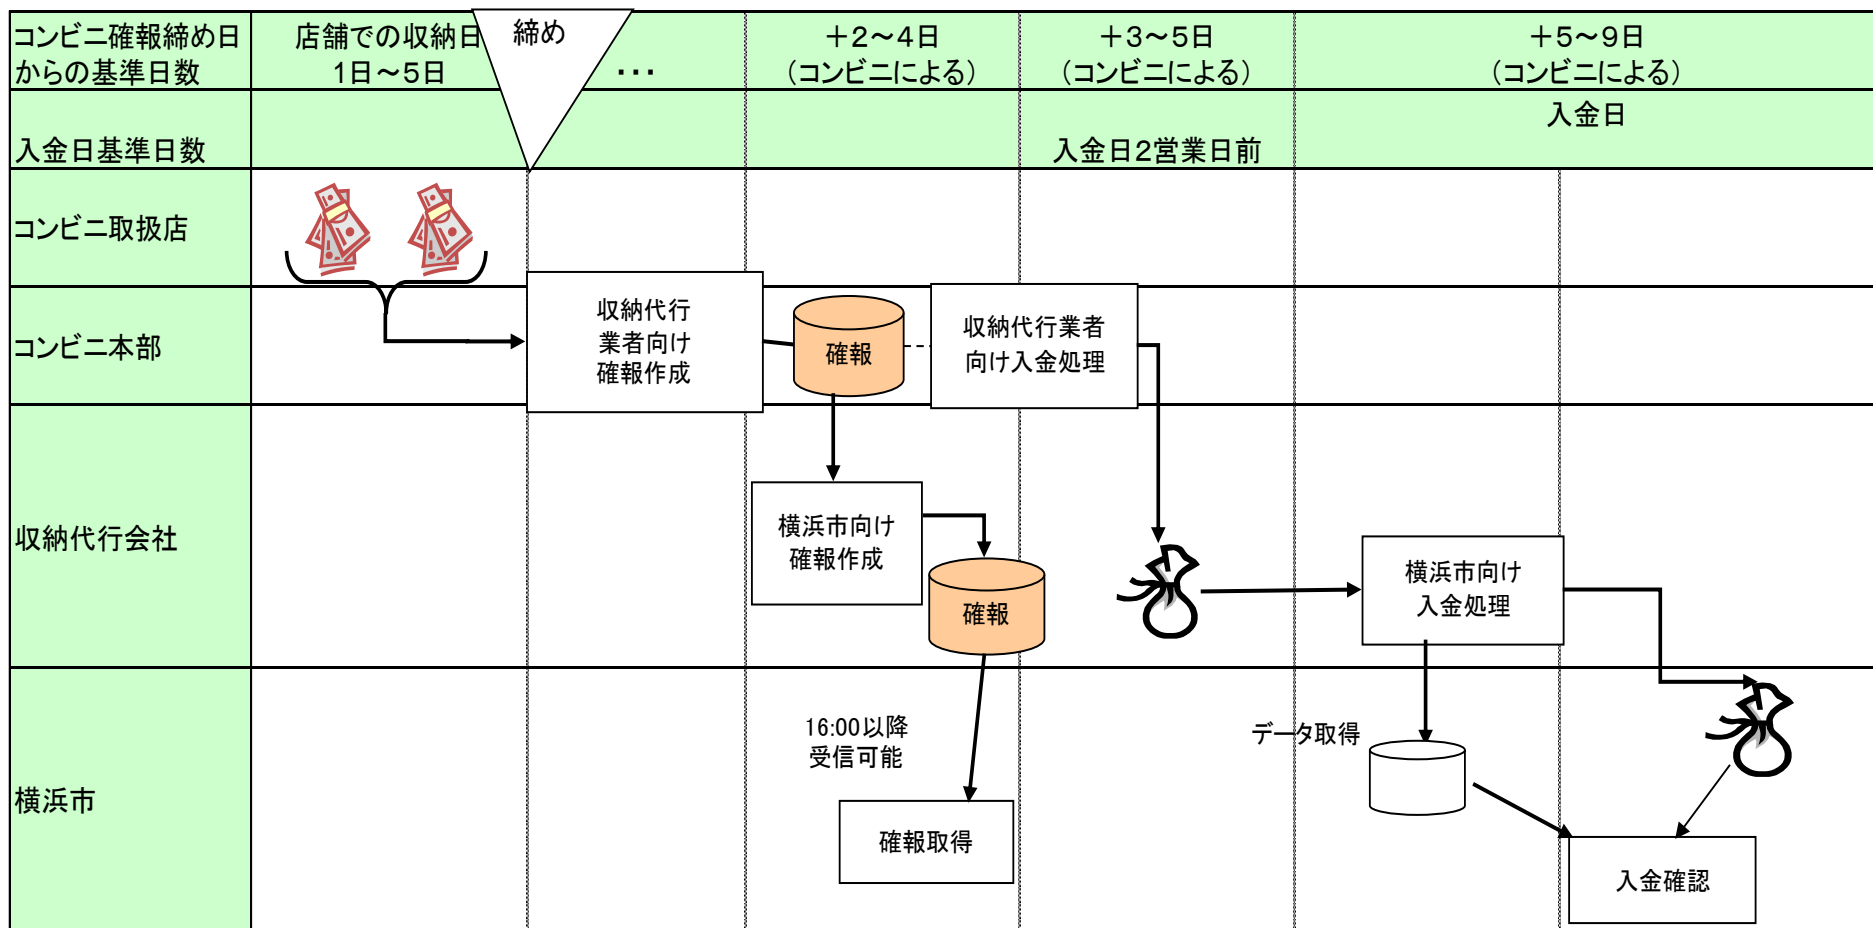 コンビニ確報締め日
からの基準日数
店舗での収納日
1日～5日
締め
…
＋2～4日
（コンビニによる）
＋3～5日
（コンビニによる）
＋5～9日
（コンビニによる）
入金日基準日数
入金日2営業日前
入金日
コンビニ取扱店
コンビニ本部
収納代行
業者向け
確報作成
確報
収納代行業者
向け入金処理
収納代行会社
横浜市向け
確報作成
確報
横浜市向け
入金処理
横浜市
16:00以降
受信可能
確報取得
データ取得
入金確認